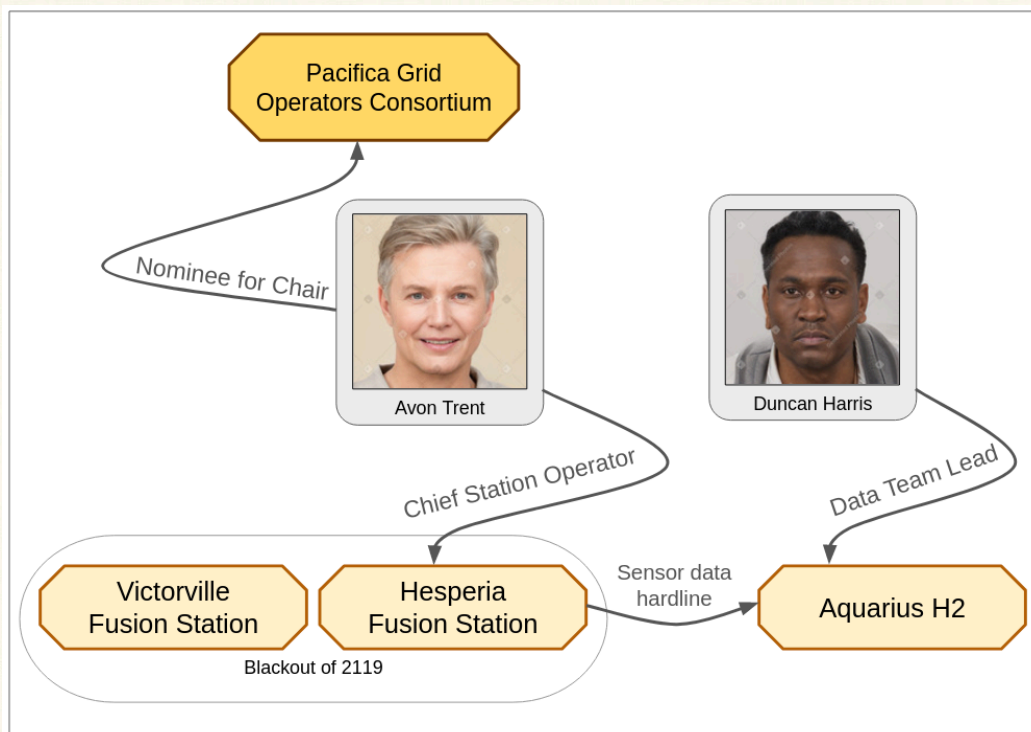 Pacifica Grid
Operators Consortium
Nominee for Chair
Avon Trent
Duncan Harris
Chief Station Operator
Data Team Lead
Victorville
Fusion Station
Hesperia
Fusion Station
Sensor data
hardline
Aquarius H2
Blackout of 2119